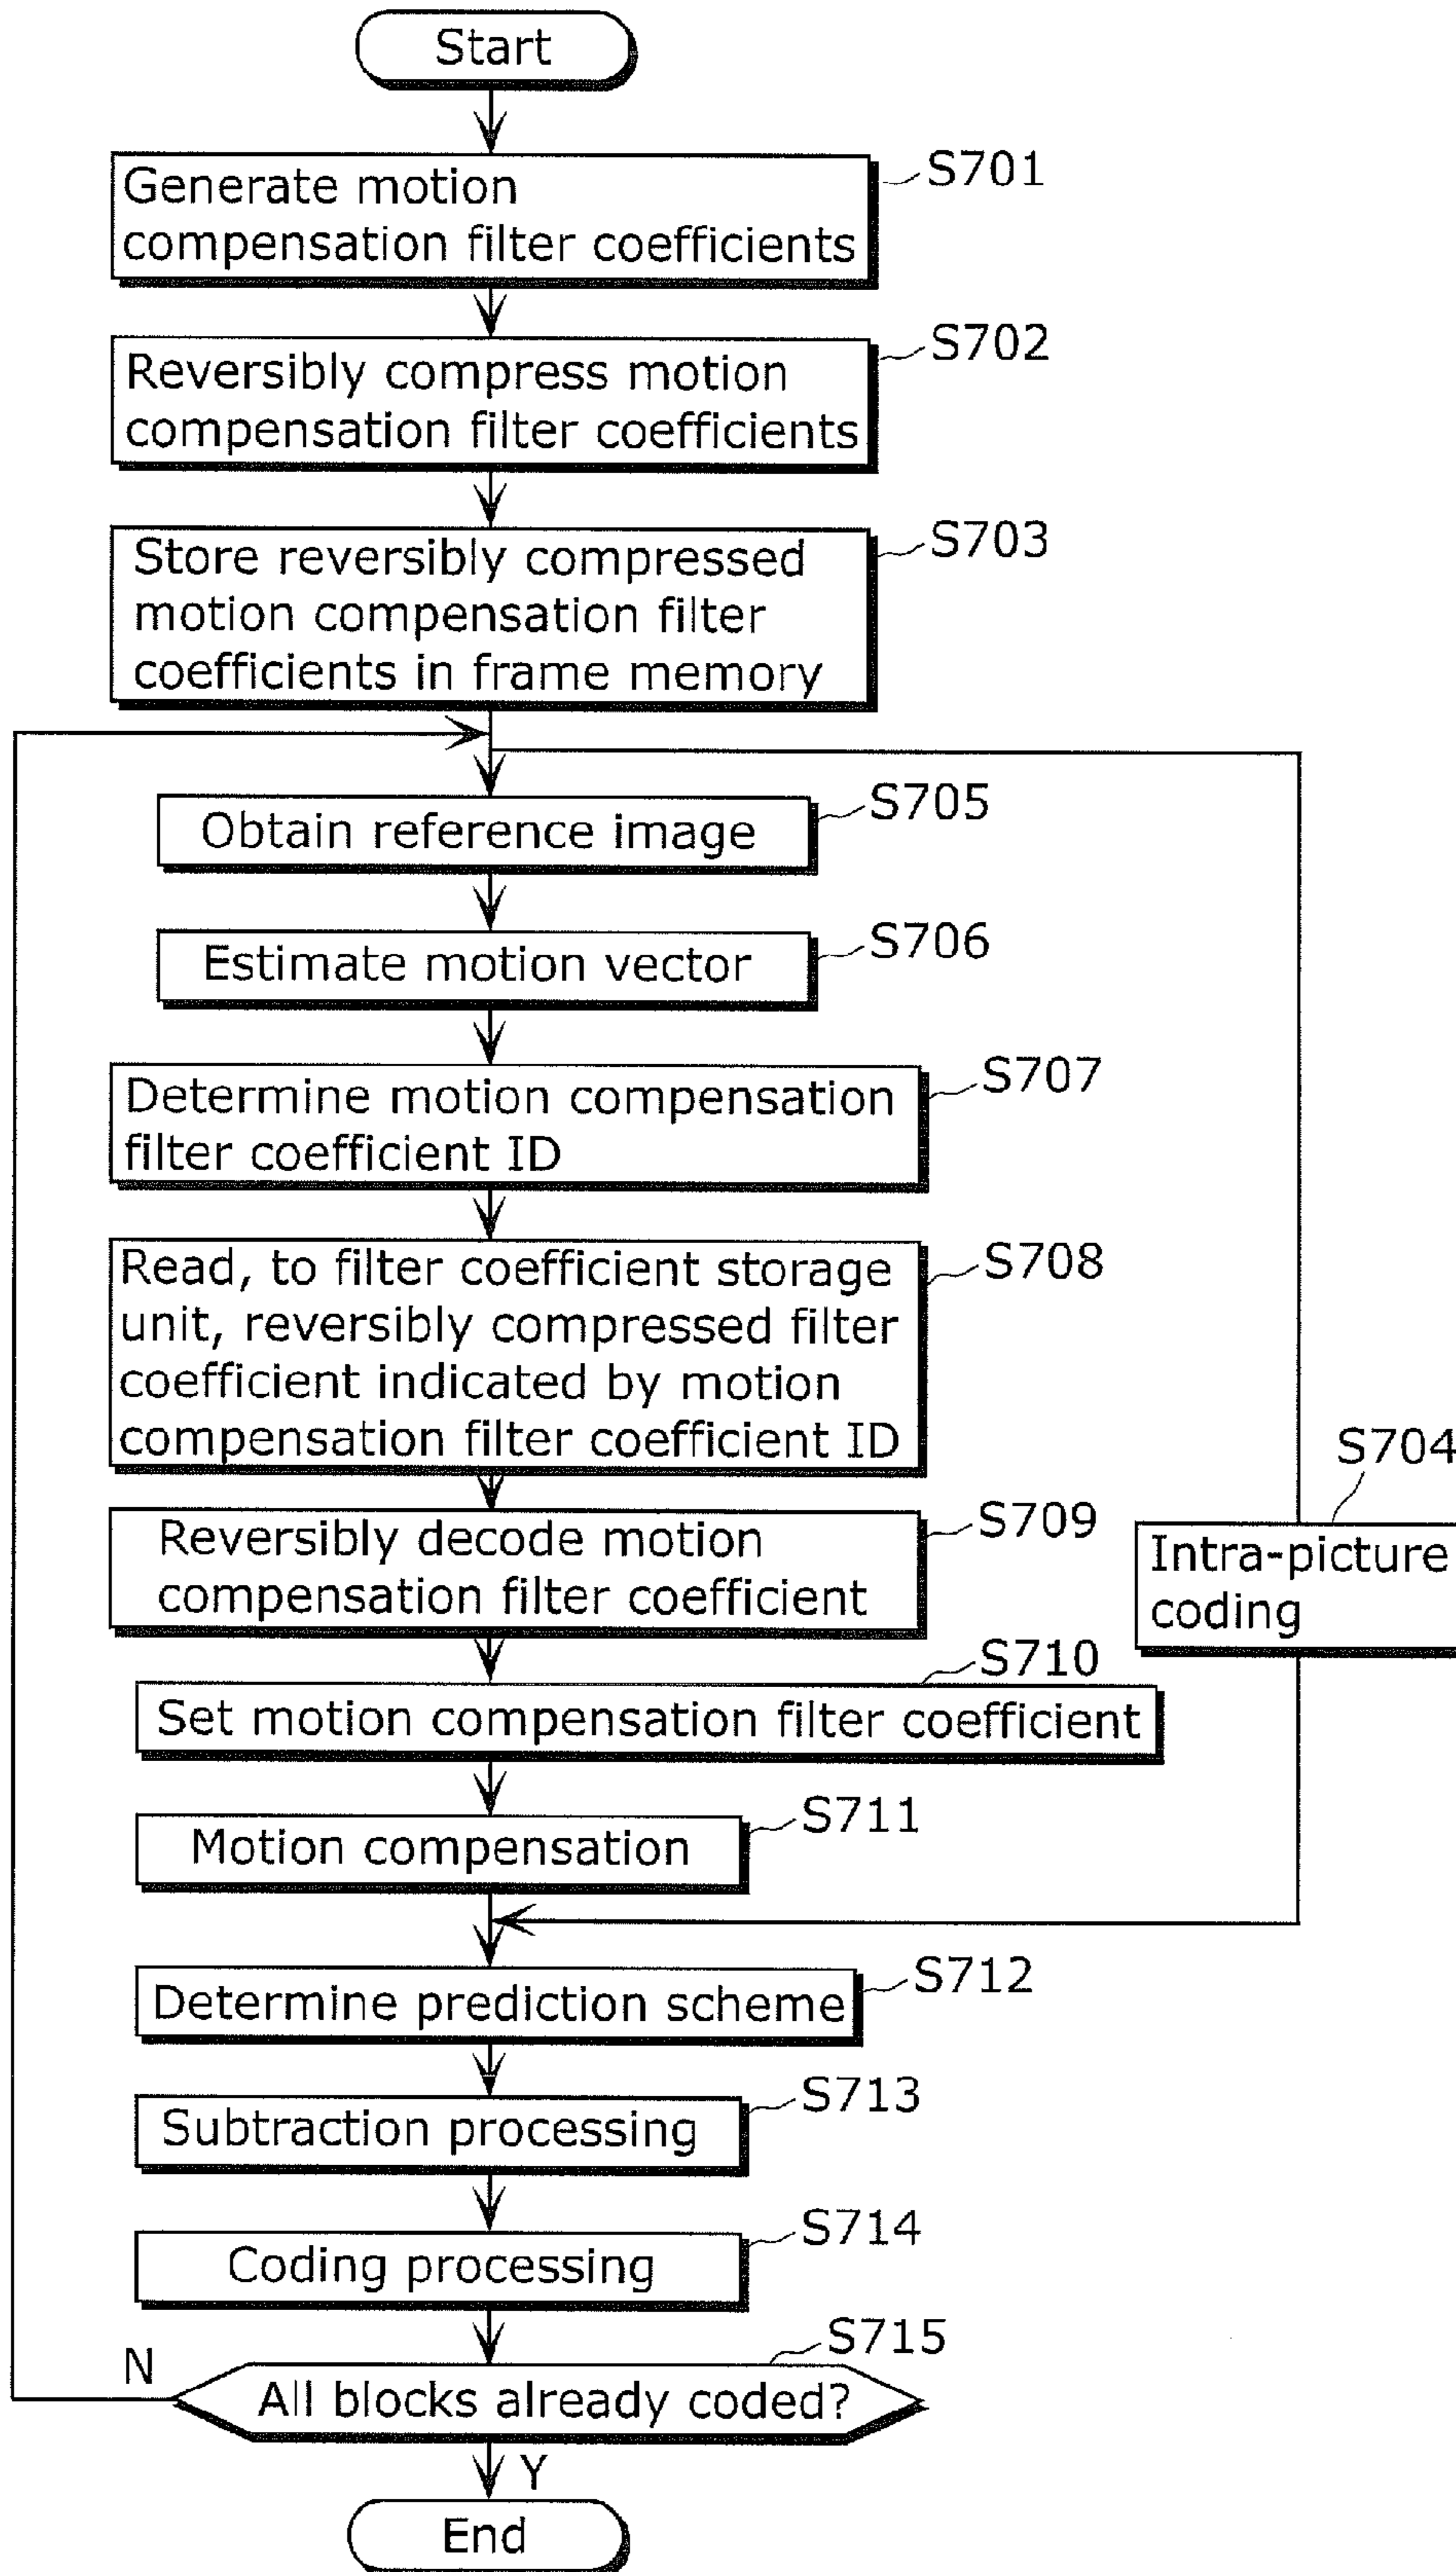 Start
S701
Generate motion
compensation filter coefficients
S702
Reversibly compress motion
compensation filter coefficients
S703
Store reversibly compressed
motion compensation filter
coefficients in frame memory
S705
Obtain reference image
S706
Estimate motion vector
S707
Determine motion compensation
filter coefficient ID
S708
Read, to filter coefficient storage
unit, reversibly compressed filter
coefficient indicated by motion
compensation filter coefficient ID
S704
Intra-picture
coding
S709
Reversibly decode motion
compensation filter coefficient
S710
Set motion compensation filter coefficient
S711
Motion compensation
S712
Determine prediction scheme
S713
Subtraction processing
S714
Coding processing
S715
N
All blocks already coded?
Y
End